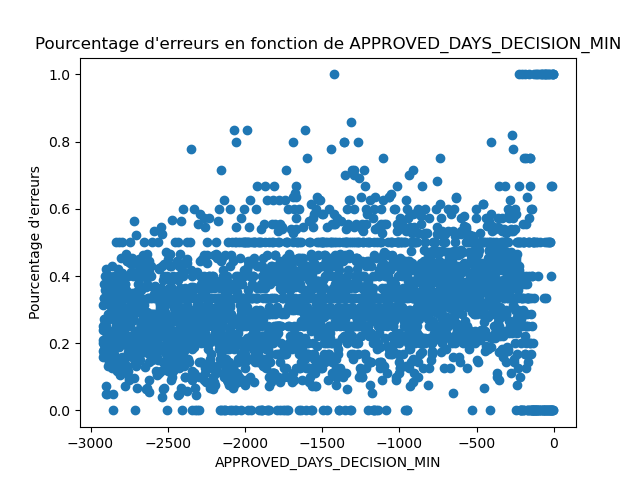 Pourcentage d'erreurs en fonction de APPROVED_DAYS_DECISION_MIN
1.0
0.8
0.6
0.4
0.2
0.0
Pourcentage d'erreurs
−3000 −2500 −2000 −1500 −1000 −500 0
APPROVED_DAYS_DECISION_MIN